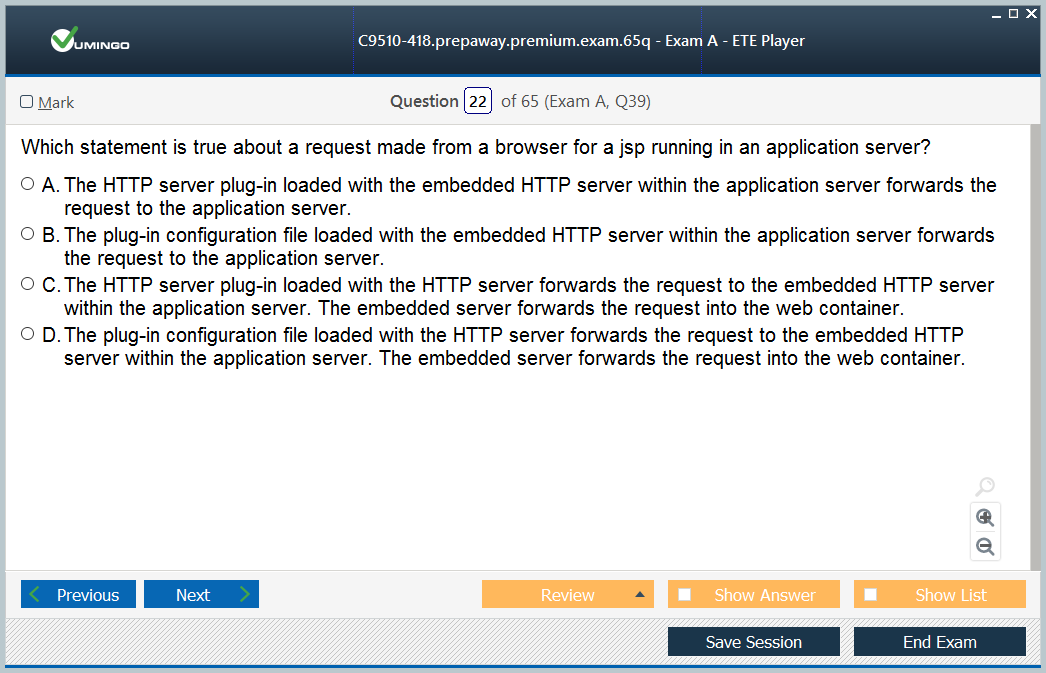 VUMINGO
C9510-418.prepaway.premium.exam.65q - Exam A - ETE Player
Mark
Question 22 of 65 (Exam A, Q39)
Which statement is true about a request made from a browser for a jsp running in an application server?
A. The HTTP server plug-in loaded with the embedded HTTP server within the application server forwards the
request to the application server.
B. The plug-in configuration file loaded with the embedded HTTP server within the application server forwards
the request to the application server.
C. The HTTP server plug-in loaded with the HTTP server forwards the request to the embedded HTTP server
within the application server. The embedded server forwards the request into the web container.
D. The plug-in configuration file loaded with the HTTP server forwards the request to the embedded HTTP
server within the application server. The embedded server forwards the request into the web container.
Previous Next Review Show Answer Show List
Save Session End Exam